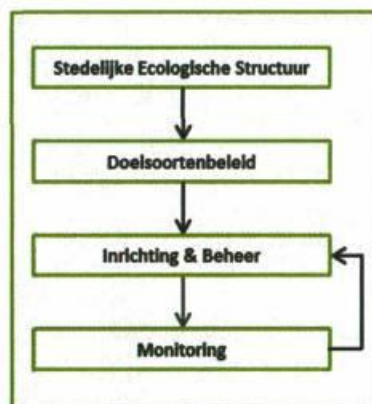 Stedelijke Ecologische Structuur
Doelsoortenbeleid
Inrichting & Beheer
Monitoring